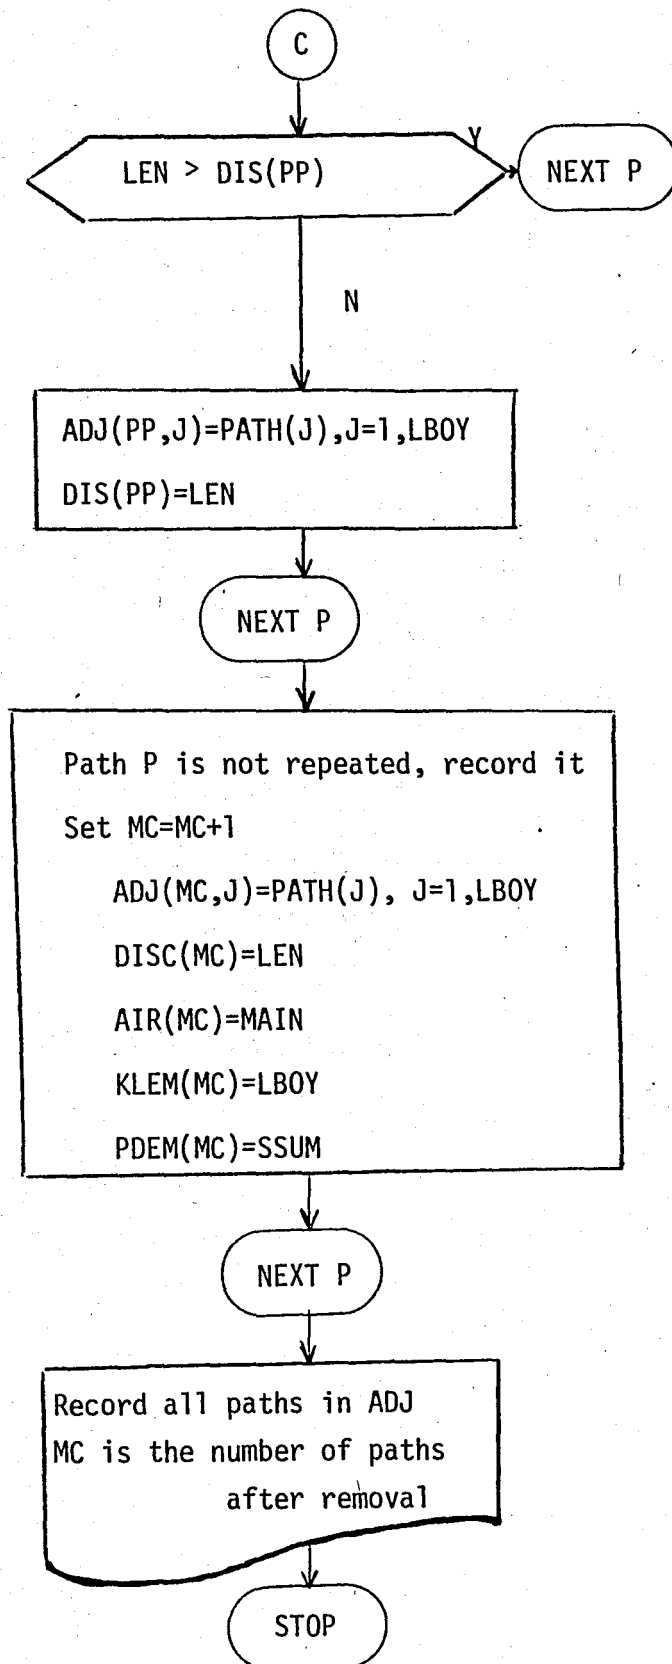 C
Y
LEN > DIS(PP)
NEXT P
N
ADJ(PP,J)=PATH(J),J=1,LBOY
DIS(PP)=LEN
NEXT P
Path P is not repeated, record it
Set MC=MC+1
ADJ(MC,J)=PATH(J), J=1,LBOY
DISC(MC)=LEN
AIR(MC)=MAIN
KLEM(MC)=LBOY
PDEM(MC)=SSUM
NEXT P
Record all paths in ADJ
MC is the number of paths
after removal
STOP